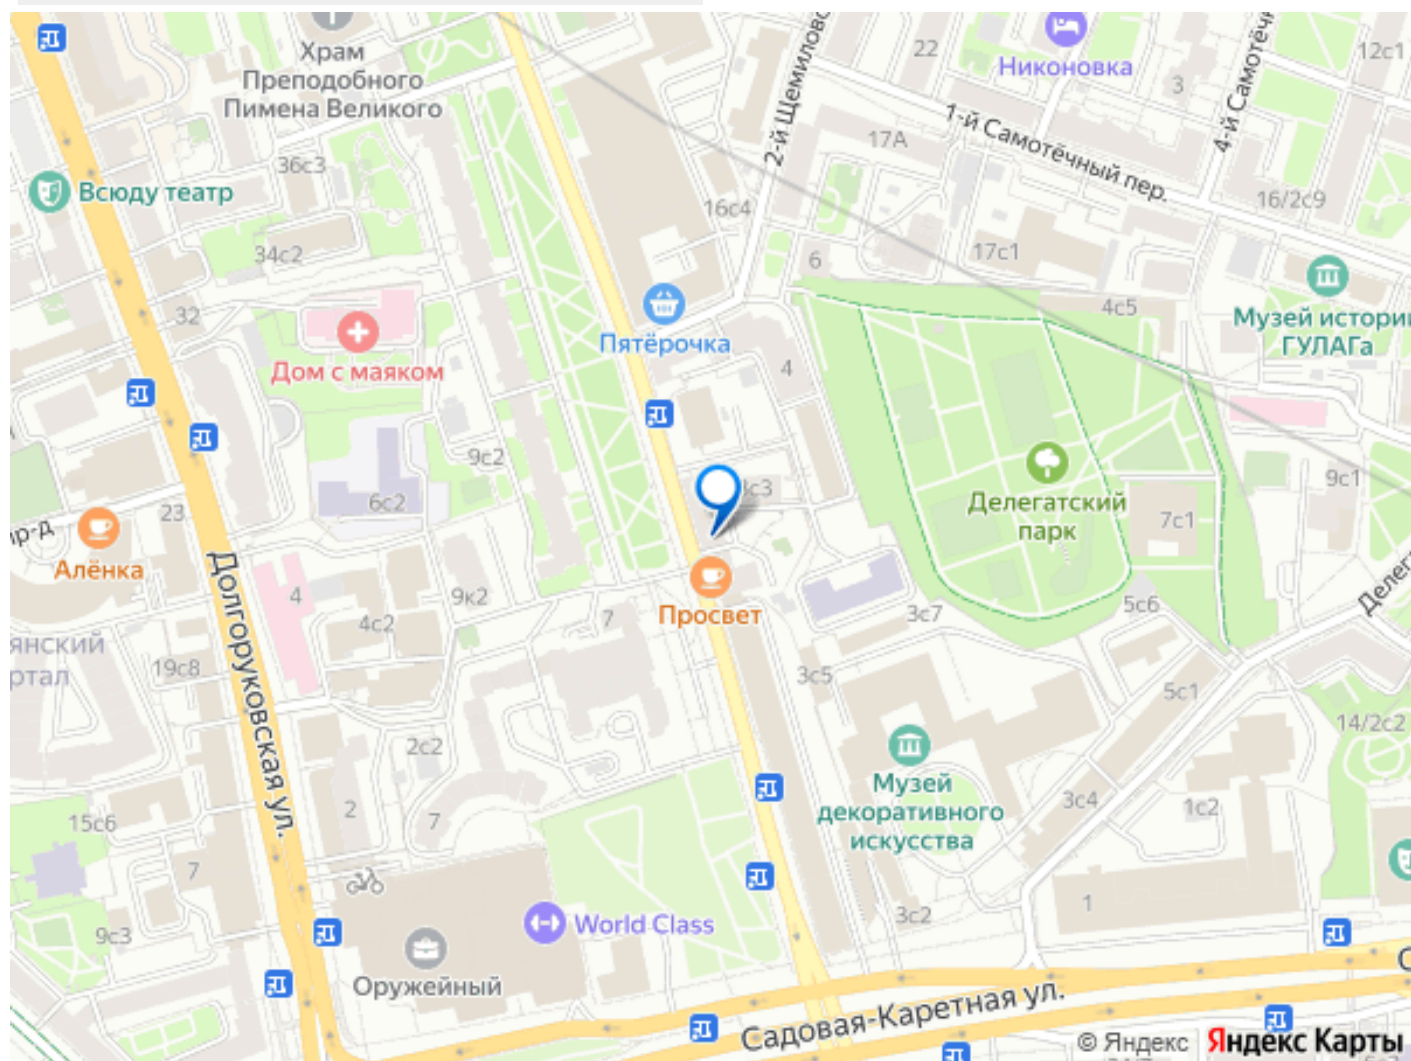 Храм
Преподобного
Пимена Великого
22
Никоновка
12с1
3
2-й Щемиловс
17А
1-й Самотёчный пер.
4-й Самотёчн
36с3
Всюду театр
16с4
16/2с9
34с2
6
17с1
32
4с5
Музей истори
ГУЛАГа
Пятёрочка
Дом с маяком
4
9с2
9с1
6с2
Делегатский
парк
7с1
23
пр-д
Алёнка
Долгоруковская ул.
4
9к2
4с2
7
Просвет
3с7
5с6
Делегат
янский
ртал
19с8
3с5
5с1
14/2с2
2с2
Музей
декоративного
искусства
3с4
1с2
15с6
2
7
7
World Class
3с2
1
9с3
Оружейный
Садовая-Каретная ул.
С
© Яндекс
Яндекс Карты